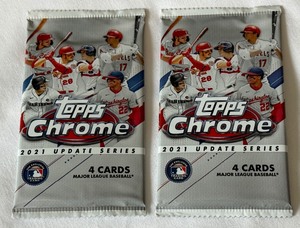 topps
Chrome
2021 UPDATE SERIES
4 CARDS
MAJOR LEAGUE BASEBALL
topps
Chrome
2021 UPDATE SERIES
4 CARDS
MAJOR LEAGUE BASEBALL